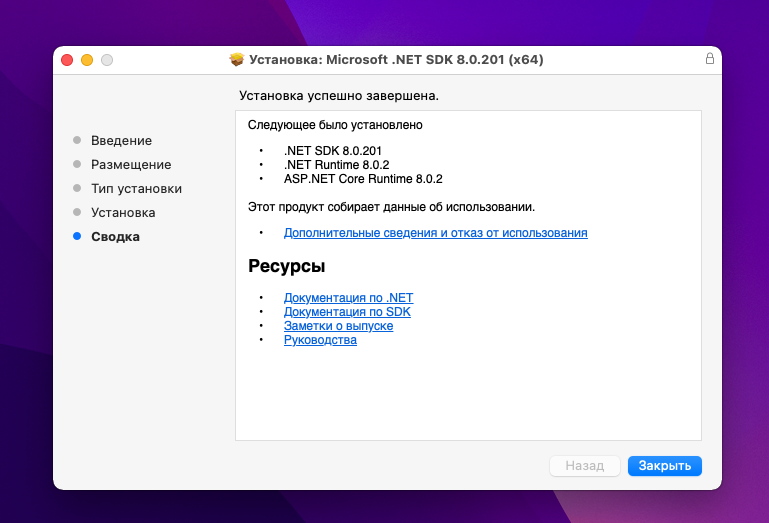 Установка: Microsoft .NET SDK 8.0.201 (x64)
Установка успешно завершена.
Введение
Размещение
Тип установки
Установка
Сводка
Следующее было установлено
• .NET SDK 8.0.201
• .NET Runtime 8.0.2
• ASP.NET Core Runtime 8.0.2
Этот продукт собирает данные об использовании.
• Дополнительные сведения и отказ от использования
Ресурсы
• Документация по .NET
• Документация по SDK
• Заметки о выпуске
• Руководства
Назад
Закрыть